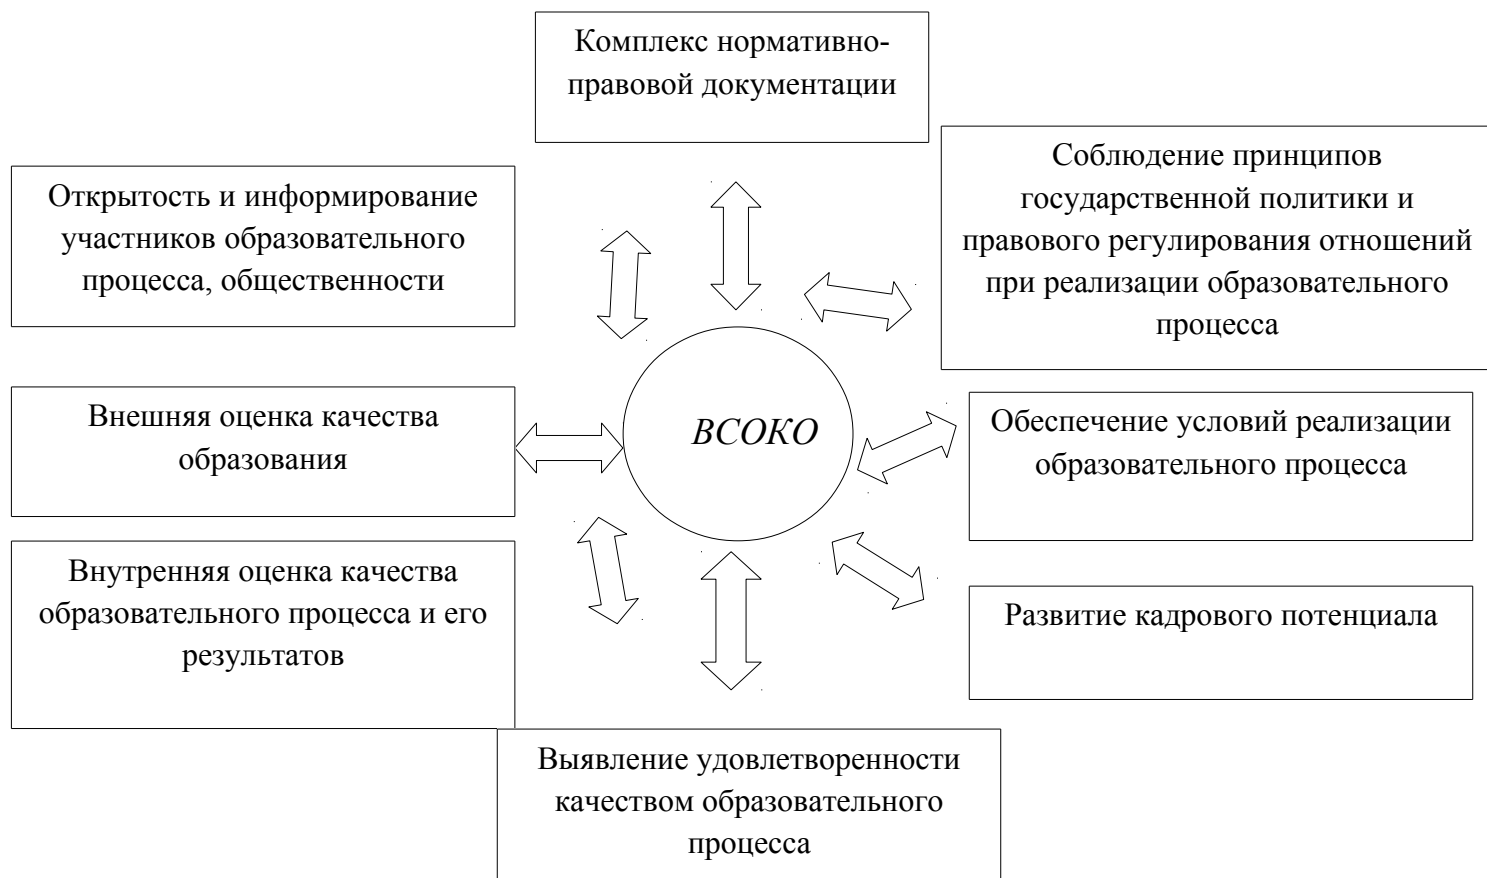 Комплекс нормативно-
правовой документации
Соблюдение принципов
государственной политики и
правового регулирования отношений
при реализации образовательного
процесса
Открытость и информирование
участников образовательного
процесса, общественности
Внешняя оценка качества
образования
ВСОКО
Обеспечение условий реализации
образовательного процесса
Внутренняя оценка качества
образовательного процесса и его
результатов
Развитие кадрового потенциала
Выявление удовлетворенности
качеством образовательного
процесса